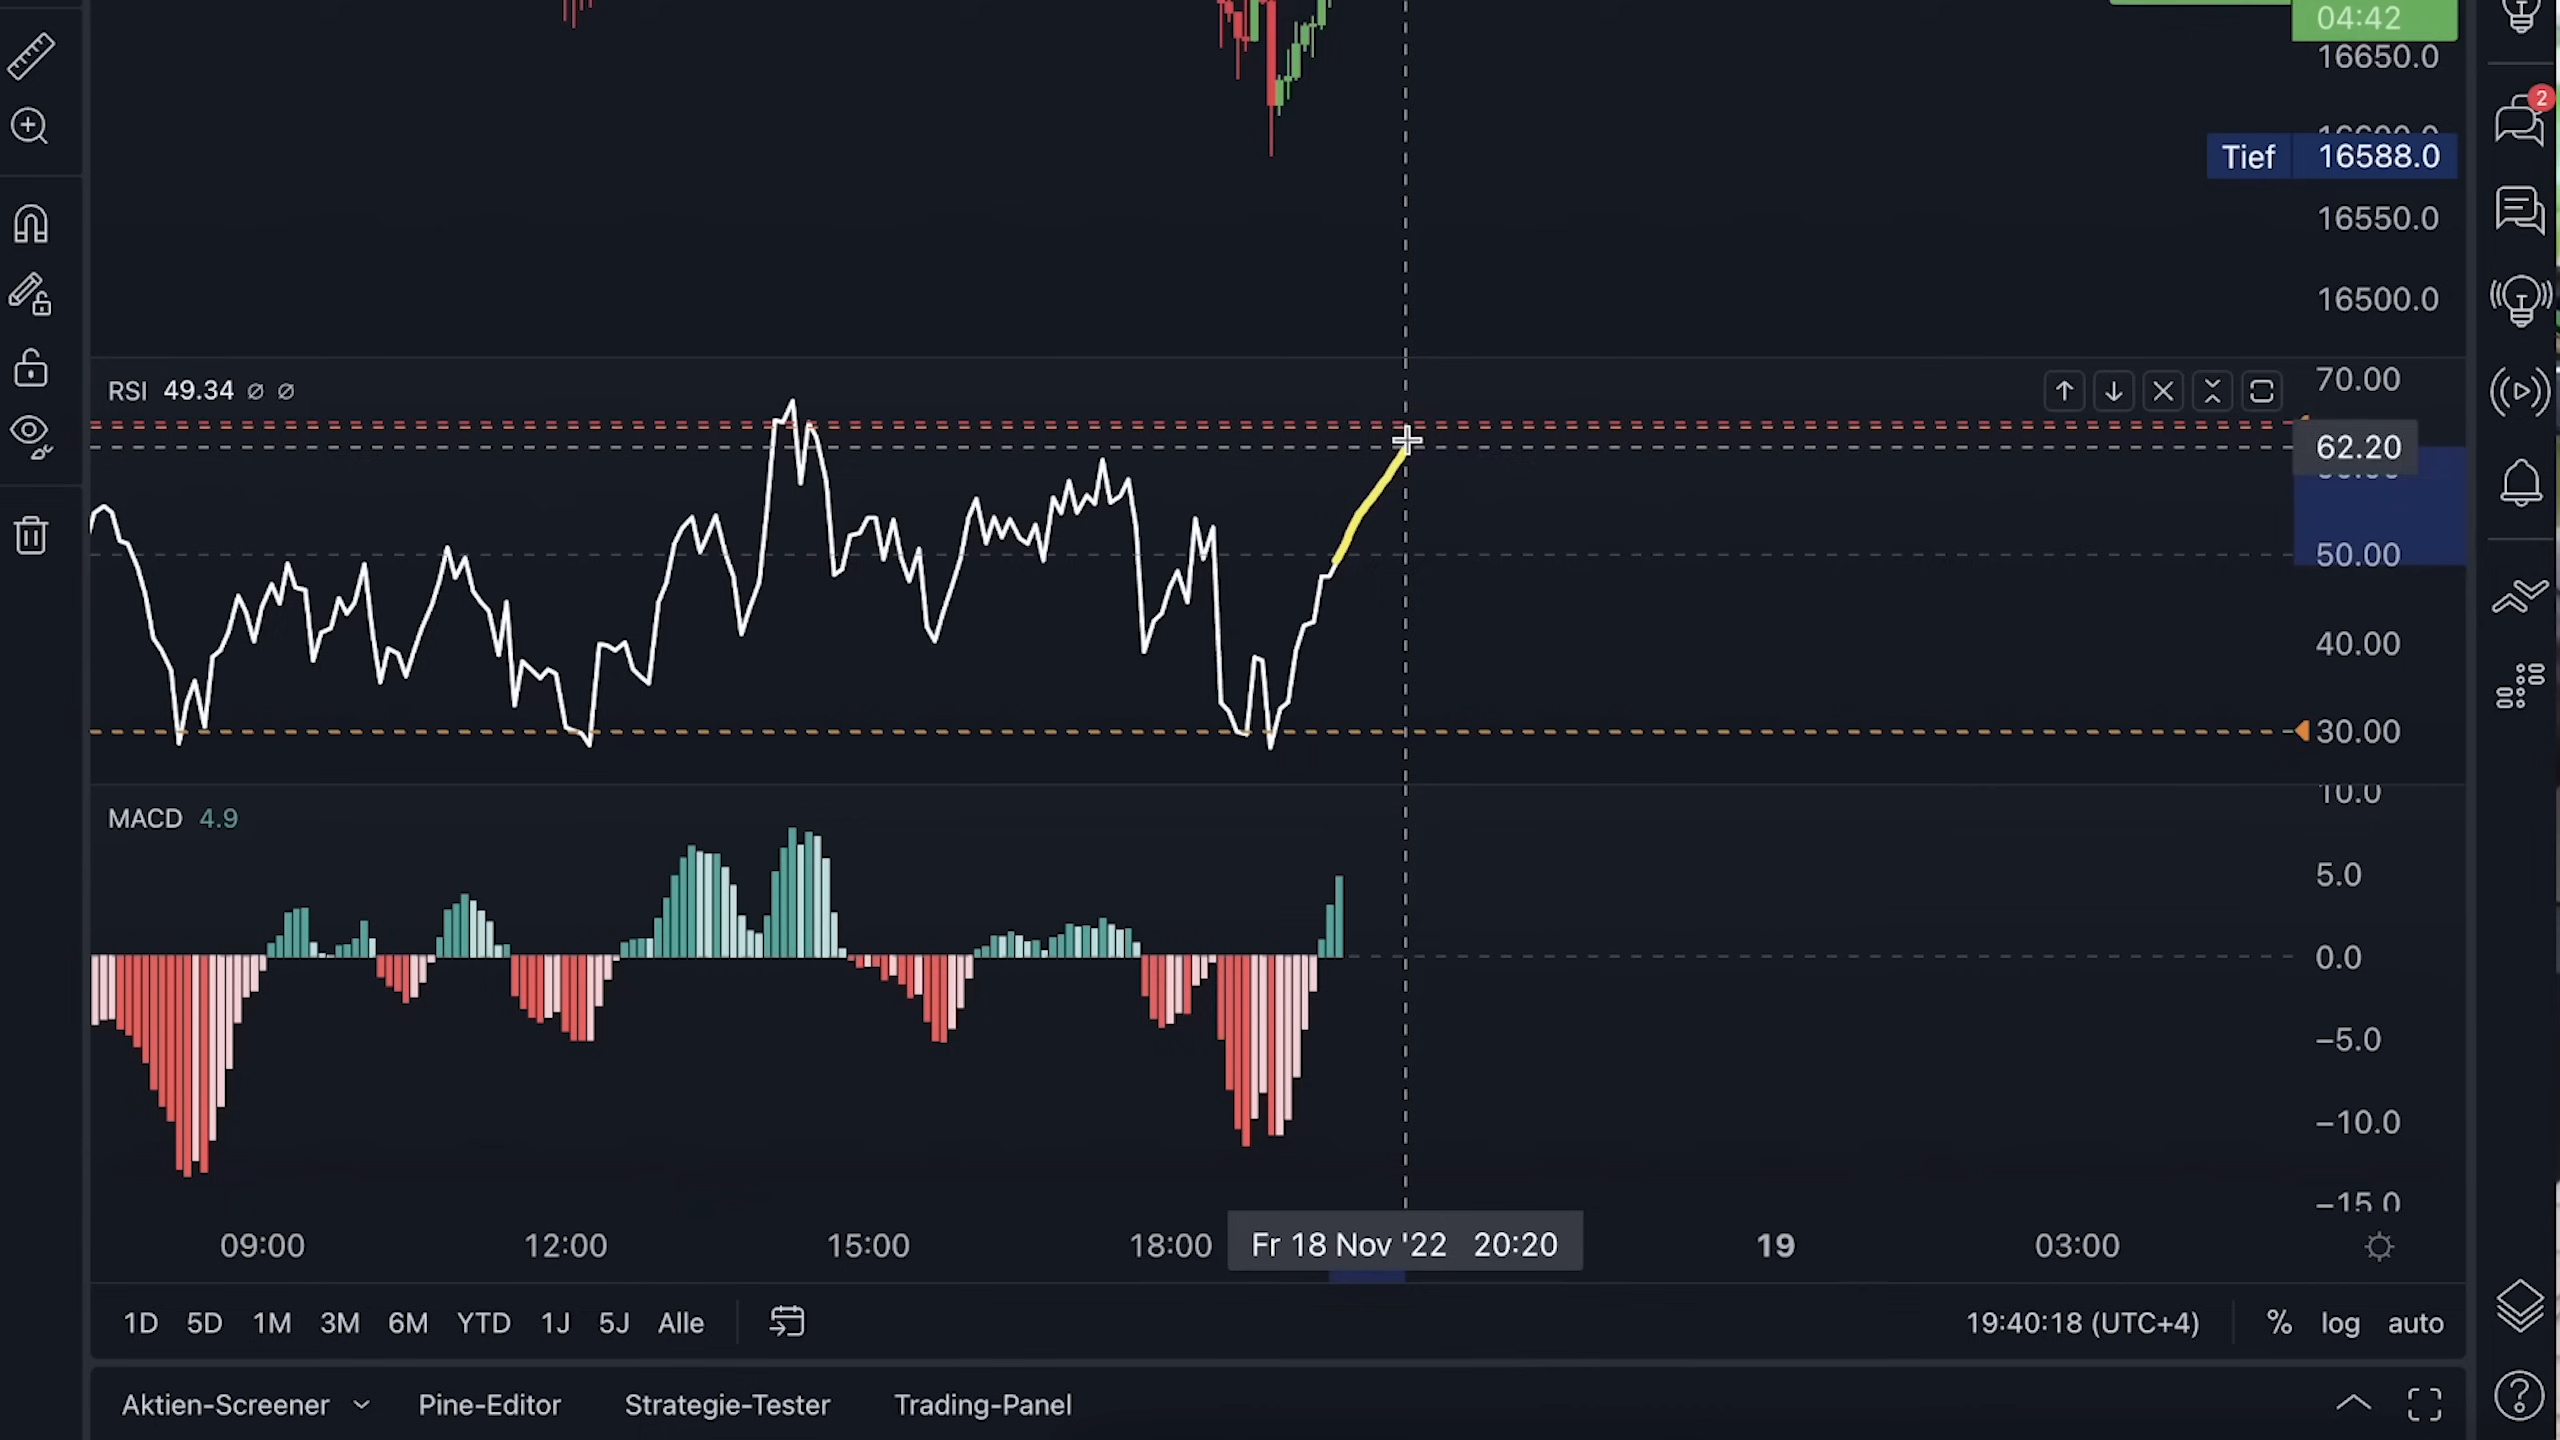 04:42
16650.0
2
Tief 16588.0
16550.0
16500.0
RSI 49.34 ∅ ∅
70.00
62.20
50.00
40.00
30.00
MACD 4.9
10.0
5.0
0.0
−5.0
−10.0
−15.0
09:00 12:00 15:00 18:00 Fr 18 Nov '22 20:20 19 03:00
1D 5D 1M 3M 6M YTD 1J 5J Alle 19:40:18 (UTC+4) % log auto
Aktien-Screener Pine-Editor Strategie-Tester Trading-Panel